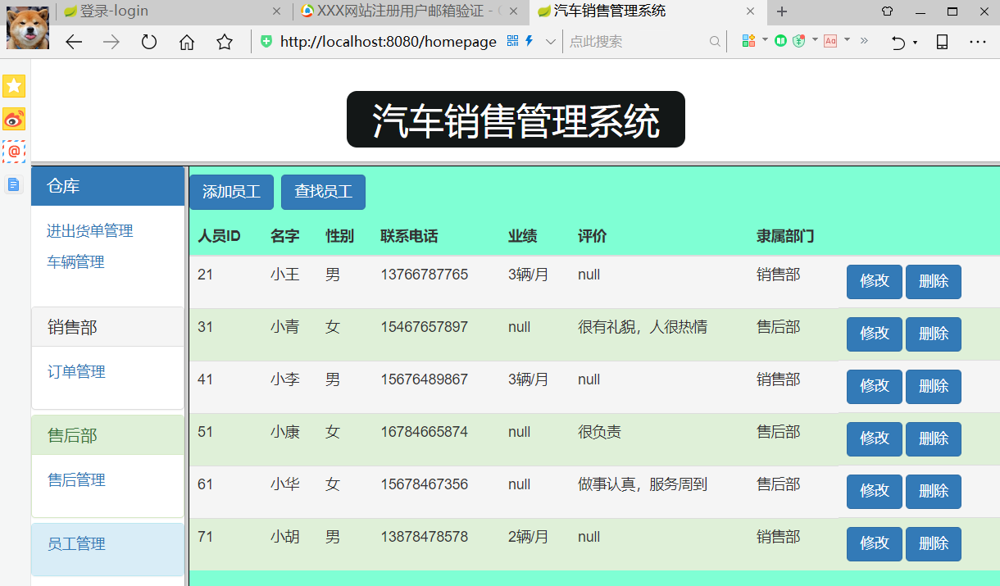 登录-login
XXX网站注册用户邮箱验证 - (
汽车销售管理系统
http://localhost:8080/homepage
点此搜索
汽车销售管理系统
仓库
进出货单管理
车辆管理
销售部
订单管理
售后部
售后管理
员工管理
添加员工 查找员工
人员ID 名字 性别 联系电话 业绩 评价 隶属部门
21 小王 男 13766787765 3辆/月 null 销售部 修改 删除
31 小青 女 15467657897 null 很有礼貌，人很热情 售后部 修改 删除
41 小李 男 15676489867 3辆/月 null 销售部 修改 删除
51 小康 女 16784665874 null 很负责 售后部 修改 删除
61 小华 女 15678467356 null 做事认真，服务周到 售后部 修改 删除
71 小胡 男 13878478578 2辆/月 null 销售部 修改 删除